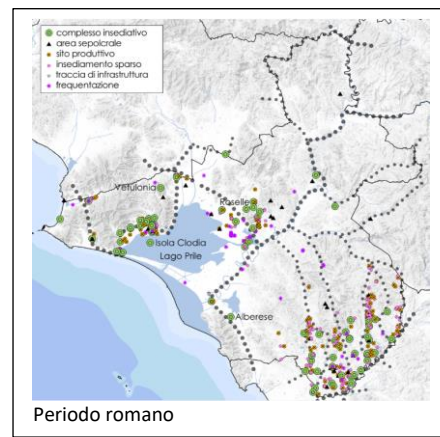 complesso insediativo
area sepolcrale
sito produttivo
insediamento sparso
traccia di infrastruttura
frequentazione
Vetulonia
Roselle
Isola Clodia
Lago Prile
Alberese
Periodo romano